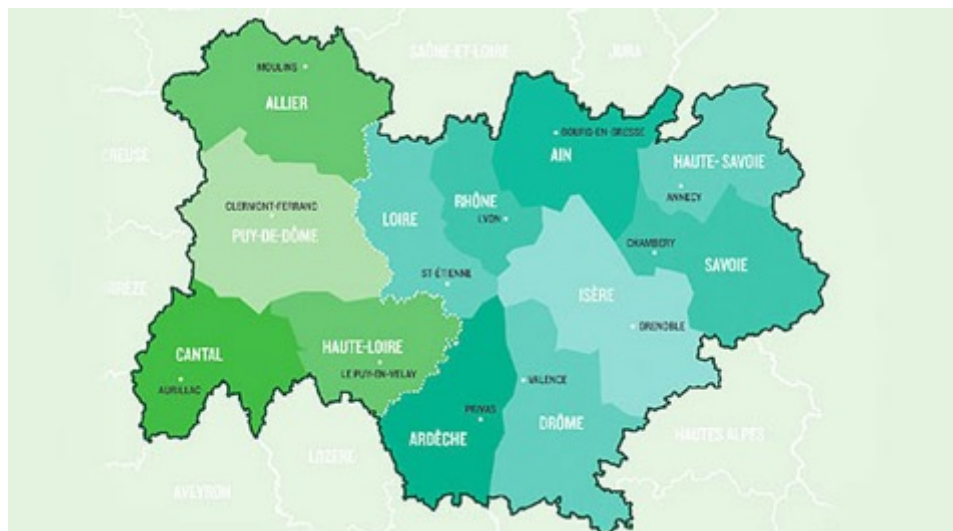 SAÔNE-ET-LOIRE
JURA
MOULINS
ALLIER
BOURG-EN-BRESSE
AIN
CREUSE
HAUTE-SAVOIE
ANNECY
CLERMONT-FERRAND
PUY-DE-DÔME
LOIRE
RHÔNE
LYON
CHAMBERY
SAVOIE
ST-ÉTIENNE
ISÈRE
GRENOBLE
RRÈZE
CANTAL
AURILLAC
HAUTE-LOIRE
LE PUY-EN-VELAY
VALENCE
PRIVAS
DRÔME
ARDÈCHE
HAUTES ALPES
LOZÈRE
AVEYRON